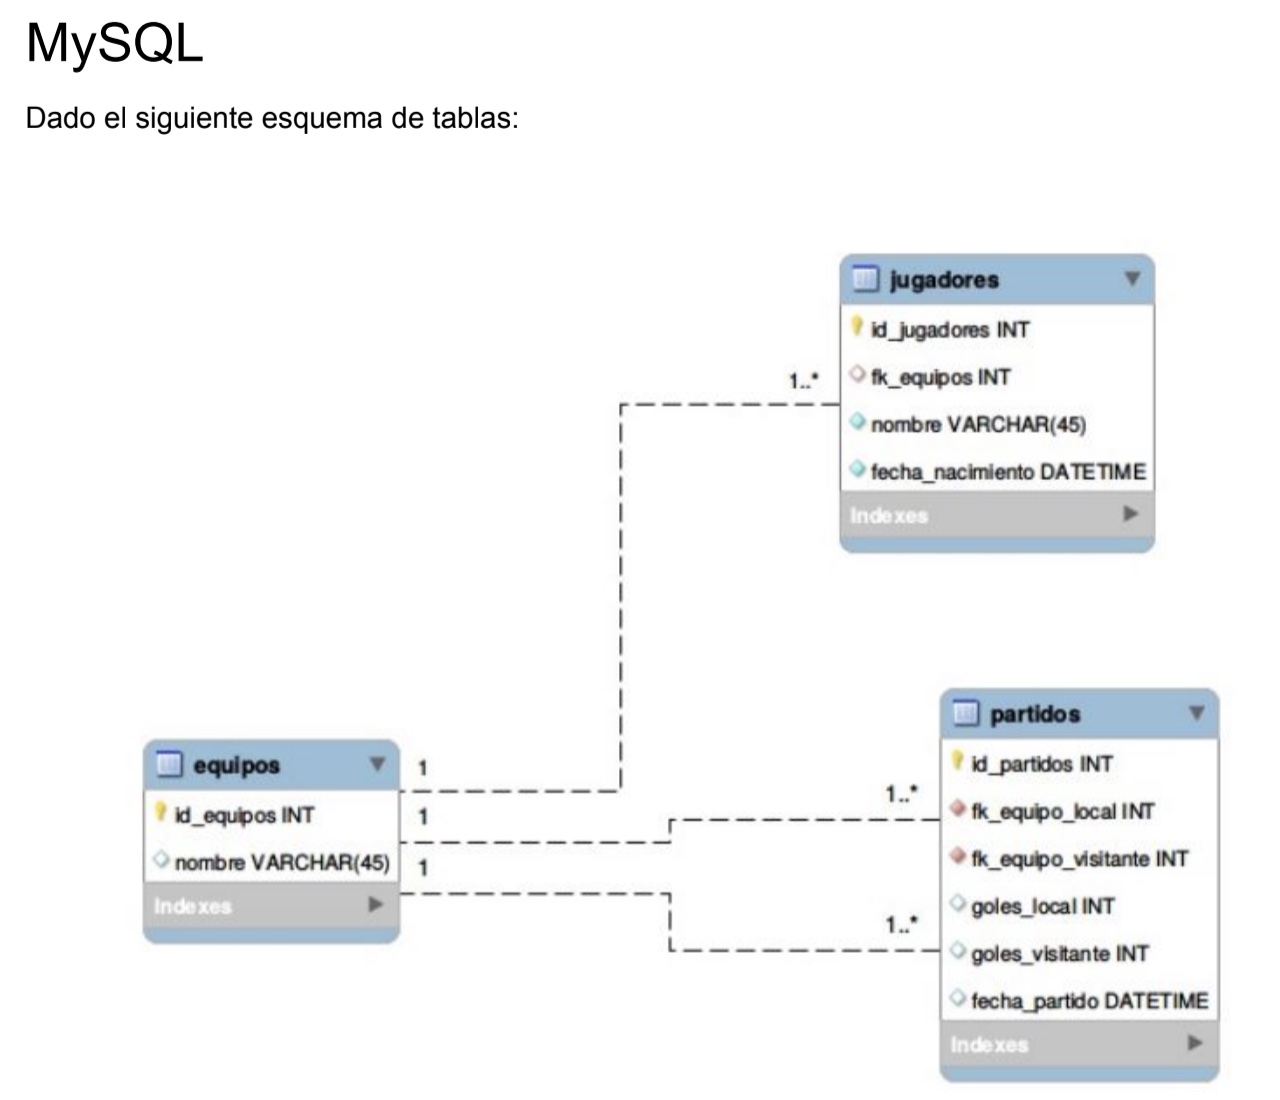 MySQL
Dado el siguiente esquema de tablas:
jugadores
id_jugadores INT
fk_equipos INT
nombre VARCHAR(45)
fecha_nacimiento DATETIME
Indexes
1..*
equipos
id_equipos INT
nombre VARCHAR(45)
Indexes
1
1
1
1..*
1..*
partidos
id_partidos INT
fk_equipo_local INT
fk_equipo_visitante INT
goles_local INT
goles_visitante INT
fecha_partido DATETIME
Indexes